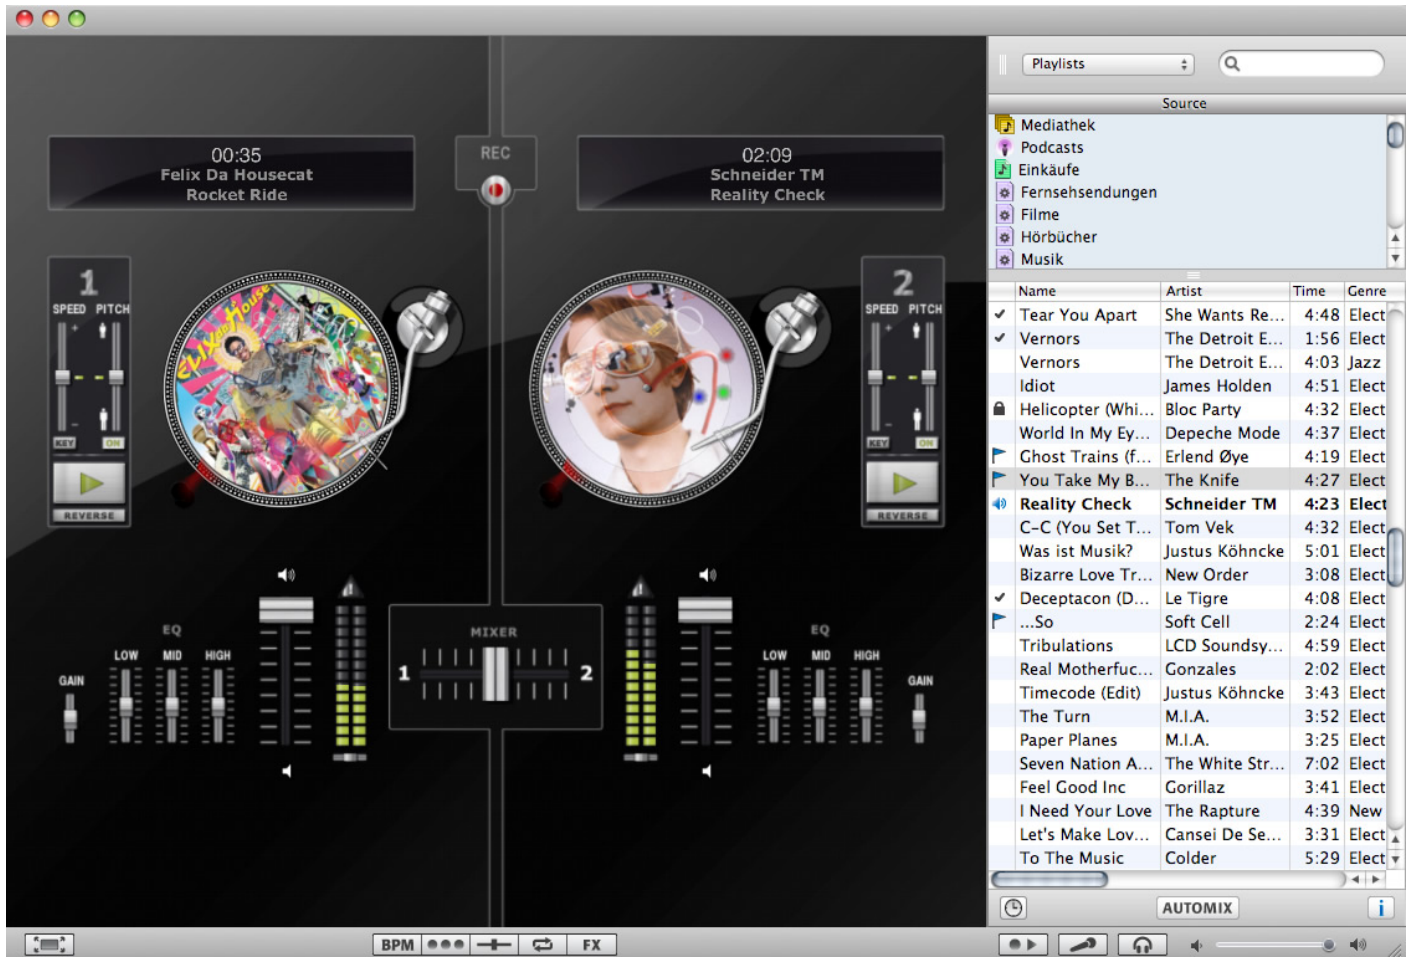 Playlists
Source
Mediathek
Podcasts
Einkäufe
Fernsehsendungen
Filme
Hörbücher
Musik
00:35
Felix Da Housecat
Rocket Ride
REC
02:09
Schneider TM
Reality Check
1
SPEED PITCH
+
-
KEY ON
REVERSE
2
SPEED PITCH
+
-
KEY ON
REVERSE
EQ
LOW MID HIGH
GAIN
MIXER
1 2
EQ
LOW MID HIGH
GAIN
Name Artist Time Genre
Tear You Apart She Wants Re... 4:48 Elect
Vernors The Detroit E... 1:56 Elect
Vernors The Detroit E... 4:03 Jazz
Idiot James Holden 4:51 Elect
Helicopter (Whi... Bloc Party 4:32 Elect
World In My Ey... Depeche Mode 4:37 Elect
Ghost Trains (f... Erlend Øye 4:19 Elect
You Take My B... The Knife 4:27 Elect
Reality Check Schneider TM 4:23 Elect
C-C (You Set T... Tom Vek 4:32 Elect
Was ist Musik? Justus Köhncke 5:01 Elect
Bizarre Love Tr... New Order 3:08 Elect
Deceptacon (D... Le Tigre 4:08 Elect
...So Soft Cell 2:24 Elect
Tribulations LCD Soundsy... 4:59 Elect
Real Motherfuc... Gonzales 2:02 Elect
Timecode (Edit) Justus Köhncke 3:43 Elect
The Turn M.I.A. 3:52 Elect
Paper Planes M.I.A. 3:25 Elect
Seven Nation A... The White Str... 7:02 Elect
Feel Good Inc Gorillaz 3:41 Elect
I Need Your Love The Rapture 4:39 New
Let's Make Lov... Cansei De Se... 3:31 Elect
To The Music Colder 5:29 Elect
AUTOMIX i
BPM FX